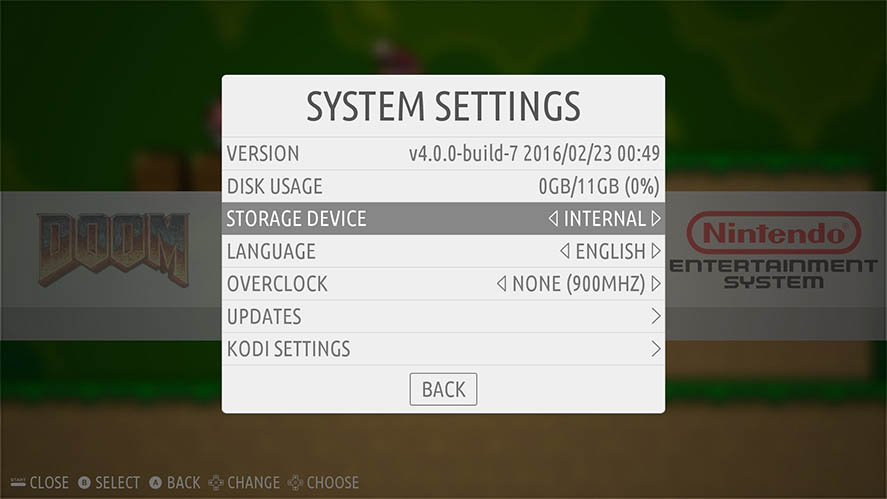 SYSTEM SETTINGS
VERSION v4.0.0-build-7 2016/02/23 00:49
DISK USAGE 0GB/11GB (0%)
STORAGE DEVICE INTERNAL
LANGUAGE ENGLISH
OVERCLOCK NONE (900MHZ)
UPDATES
KODI SETTINGS
BACK
DOOM
Nintendo®
ENTERTAINMENT
SYSTEM
START CLOSE B SELECT A BACK CHANGE CHOOSE